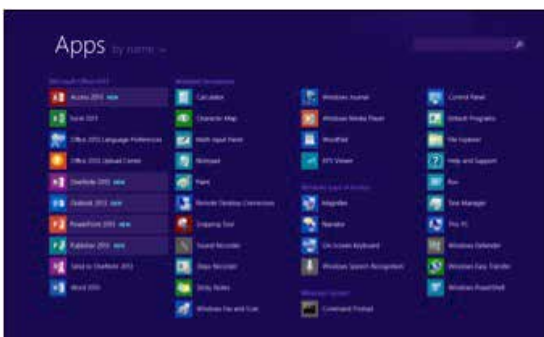 Apps by name
Microsoft Office 2013
Access 2013 NEW
Excel 2013
Office 2013 Language Preferences
Office 2013 Upload Center
OneNote 2013 NEW
Outlook 2013 NEW
PowerPoint 2013 NEW
Publisher 2013 NEW
Send to OneNote 2013
Word 2013
Windows Accessories
Calculator
Character Map
Math Input Panel
Notepad
Paint
Remote Desktop Connection
Snipping Tool
Sound Recorder
Steps Recorder
Sticky Notes
Windows Fax and Scan
Windows Journal
Windows Media Player
WordPad
XPS Viewer
Windows Ease of Access
Magnifier
Narrator
On-Screen Keyboard
Windows Speech Recognition
Windows System
Command Prompt
Control Panel
Default Programs
File Explorer
Help and Support
Run
Task Manager
This PC
Windows Defender
Windows Easy Transfer
Windows PowerShell